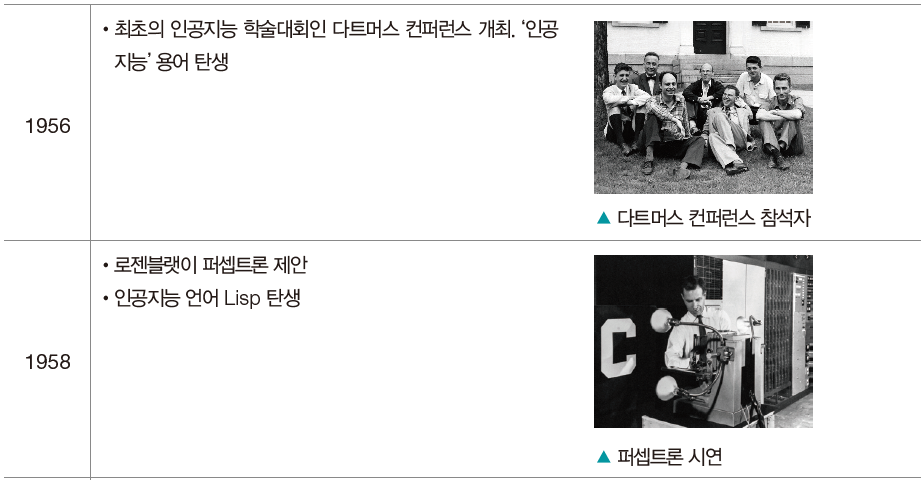 1956
• 최초의 인공지능 학술대회인 다트머스 컨퍼런스 개최. ‘인공
지능’ 용어 탄생
▲ 다트머스 컨퍼런스 참석자
1958
• 로젠블랫이 퍼셉트론 제안
• 인공지능 언어 Lisp 탄생
C
▲ 퍼셉트론 시연